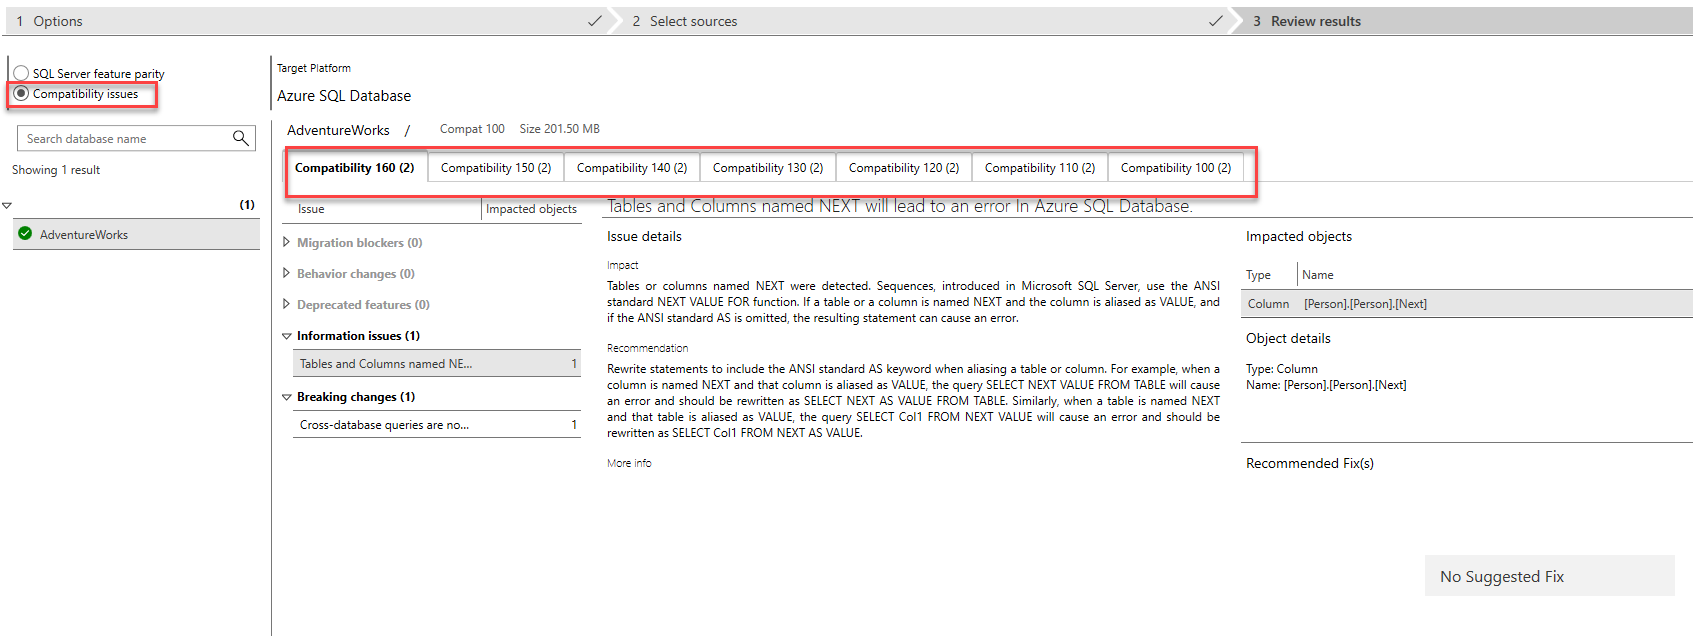 1 Options
2 Select sources
3 Review results
SQL Server feature parity
Compatibility issues
Search database name
Showing 1 result
(1)
AdventureWorks
Target Platform
Azure SQL Database
AdventureWorks / Compat 100 Size 201.50 MB
Compatibility 160 (2) Compatibility 150 (2) Compatibility 140 (2) Compatibility 130 (2) Compatibility 120 (2) Compatibility 110 (2) Compatibility 100 (2)
Issue Impacted objects
Migration blockers (0)
Behavior changes (0)
Deprecated features (0)
Information issues (1)
Tables and Columns named NE... 1
Breaking changes (1)
Cross-database queries are no... 1
Tables and Columns named NEXT will lead to an error In Azure SQL Database.
Issue details
Impact
Tables or columns named NEXT were detected. Sequences, introduced in Microsoft SQL Server, use the ANSI
standard NEXT VALUE FOR function. If a table or a column is named NEXT and the column is aliased as VALUE, and
if the ANSI standard AS is omitted, the resulting statement can cause an error.
Recommendation
Rewrite statements to include the ANSI standard AS keyword when aliasing a table or column. For example, when a
column is named NEXT and that column is aliased as VALUE, the query SELECT NEXT VALUE FROM TABLE will cause
an error and should be rewritten as SELECT NEXT AS VALUE FROM TABLE. Similarly, when a table is named NEXT
and that table is aliased as VALUE, the query SELECT Col1 FROM NEXT VALUE will cause an error and should be
rewritten as SELECT Col1 FROM NEXT AS VALUE.
More info
Impacted objects
Type Name
Column [Person].[Person].[Next]
Object details
Type: Column
Name: [Person].[Person].[Next]
Recommended Fix(s)
No Suggested Fix